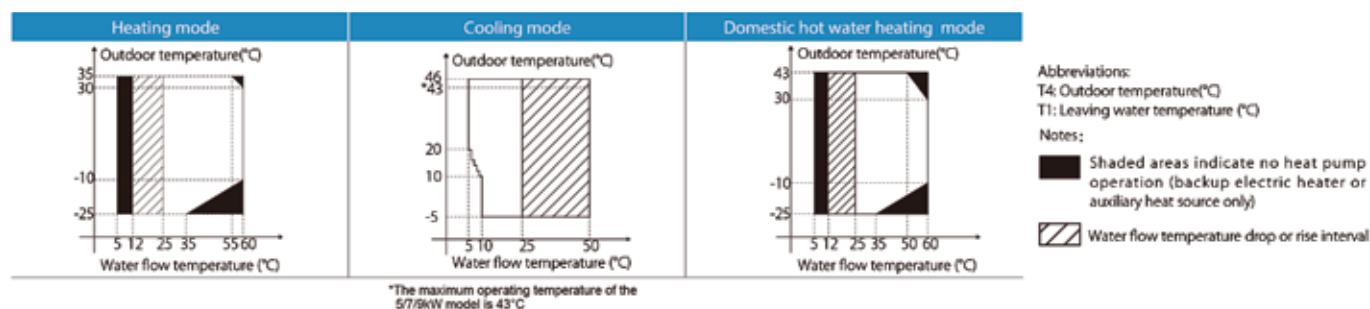 Heating mode
Cooling mode
Domestic hot water heating mode
Outdoor temperature(°C)
35
30
-10
-25
5 12 25 35 55 60
Water flow temperature (°C)
Outdoor temperature(°C)
46
*43
20
10
-5
5 10 25 50
Water flow temperature (°C)
*The maximum operating temperature of the
5/7/9kW model is 43°C
Outdoor temperature(°C)
43
30
-10
-25
5 12 25 35 50 60
Water flow temperature (°C)
Abbreviations:
T4: Outdoor temperature(°C)
T1: Leaving water temperature (°C)
Notes:
Shaded areas indicate no heat pump
operation (backup electric heater or
auxiliary heat source only)
Water flow temperature drop or rise interval